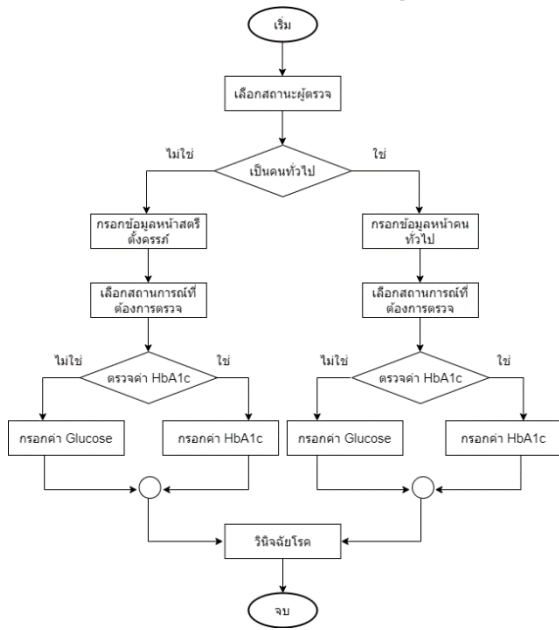 เริ่ม
เลือกสถานะผู้ตรวจ
ไม่ใช่
เป็นคนทั่วไป
ใช่
กรอกข้อมูลหน้าสตรี
ตั้งครรภ์
กรอกข้อมูลหน้าคน
ทั่วไป
เลือกสถานการณ์ที่
ต้องการตรวจ
เลือกสถานการณ์ที่
ต้องการตรวจ
ไม่ใช่
ตรวจค่า HbA1c
ใช่
ไม่ใช่
ตรวจค่า HbA1c
ใช่
กรอกค่า Glucose
กรอกค่า HbA1c
กรอกค่า Glucose
กรอกค่า HbA1c
วินิจฉัยโรค
จบ